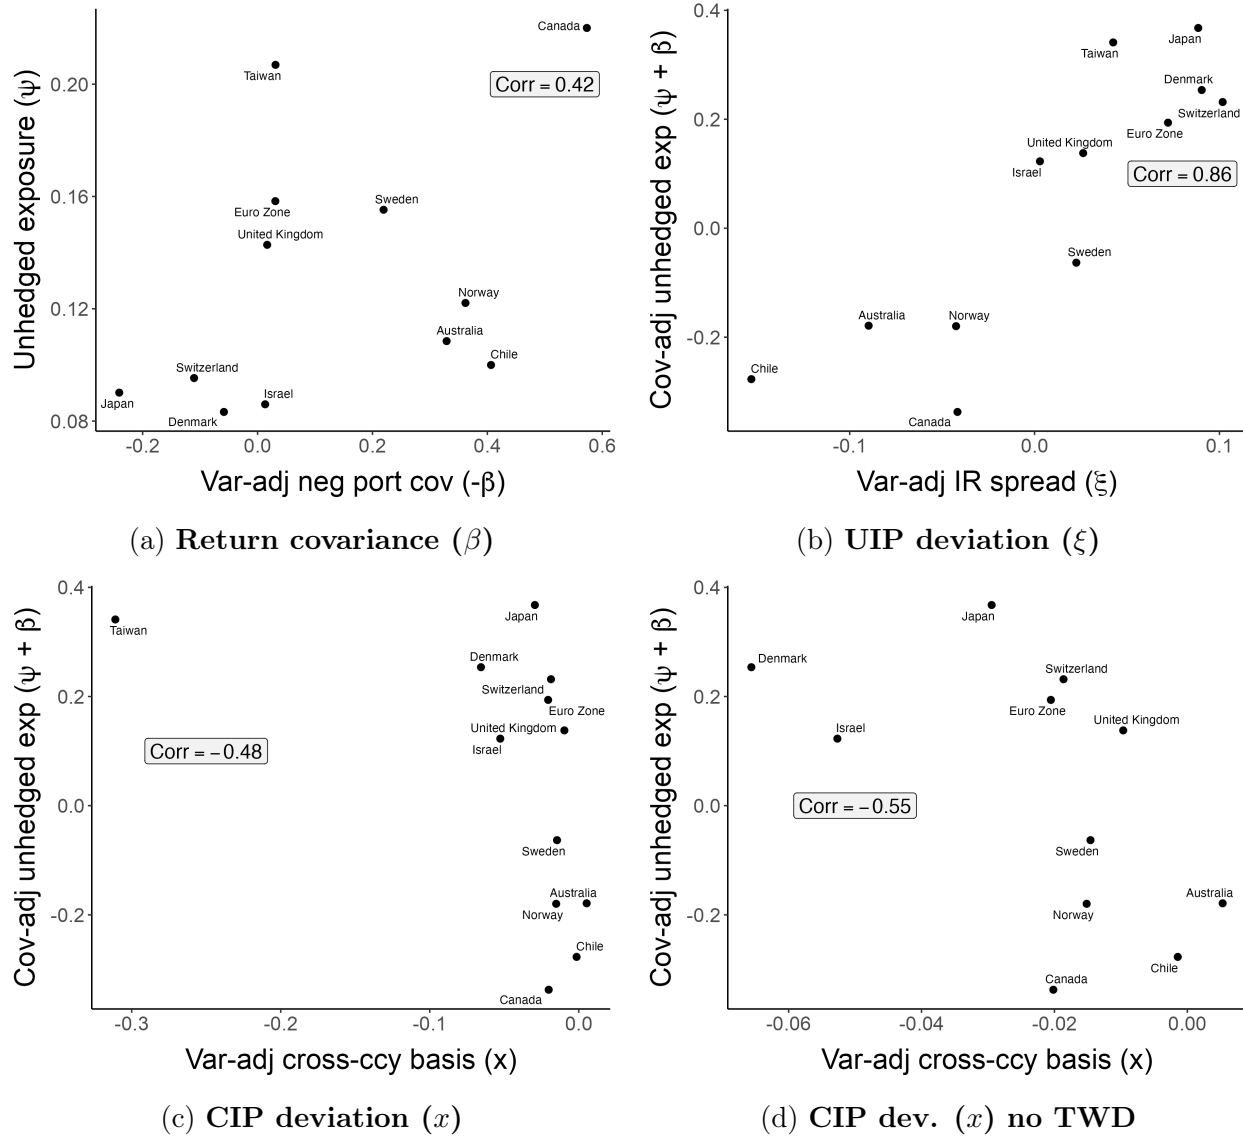 Unhedged exposure (ψ)
0.20
0.16
0.12
0.08
Canada
Taiwan
Corr = 0.42
Euro Zone
Sweden
United Kingdom
Norway
Australia
Chile
Switzerland
Japan
Israel
Denmark
-0.2
0.0
0.2
0.4
0.6
Var-adj neg port cov (-β)
(a) Return covariance (β)
Cov-adj unhedged exp (ψ + β)
0.4
0.2
0.0
-0.2
Japan
Taiwan
Denmark
Switzerland
Euro Zone
United Kingdom
Israel
Corr = 0.86
Sweden
Australia
Norway
Chile
Canada
-0.1
0.0
0.1
Var-adj IR spread (ξ)
(b) UIP deviation (ξ)
Cov-adj unhedged exp (ψ + β)
0.4
0.2
0.0
-0.2
Taiwan
Japan
Denmark
Switzerland
Euro Zone
United Kingdom
Israel
Corr = −0.48
Sweden
Australia
Norway
Chile
Canada
-0.3
-0.2
-0.1
0.0
Var-adj cross-ccy basis (x)
(c) CIP deviation (x)
Cov-adj unhedged exp (ψ + β)
0.4
0.2
0.0
-0.2
Japan
Denmark
Switzerland
Euro Zone
United Kingdom
Israel
Corr = −0.55
Sweden
Australia
Norway
Chile
Canada
-0.06
-0.04
-0.02
0.00
Var-adj cross-ccy basis (x)
(d) CIP dev. (x) no TWD